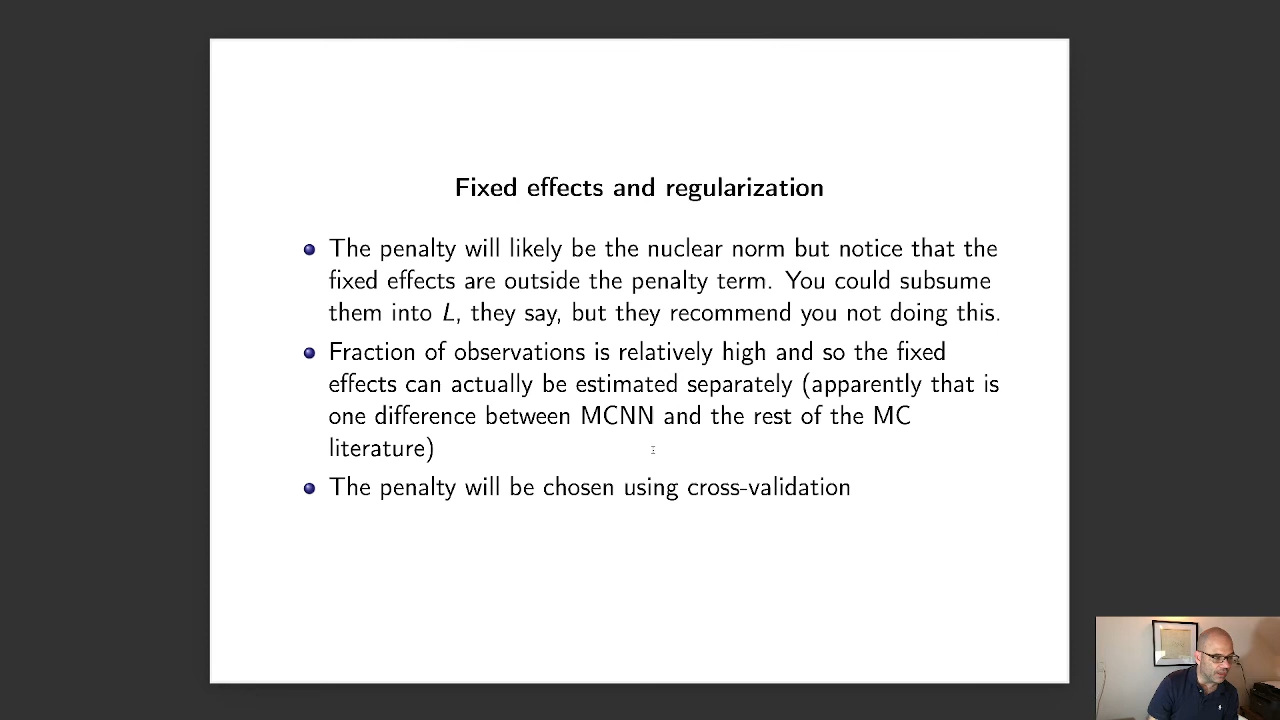 Fixed effects and regularization
The penalty will likely be the nuclear norm but notice that the
fixed effects are outside the penalty term. You could subsume
them into L, they say, but they recommend you not doing this.
Fraction of observations is relatively high and so the fixed
effects can actually be estimated separately (apparently that is
one difference between MCNN and the rest of the MC
literature)
The penalty will be chosen using cross-validation